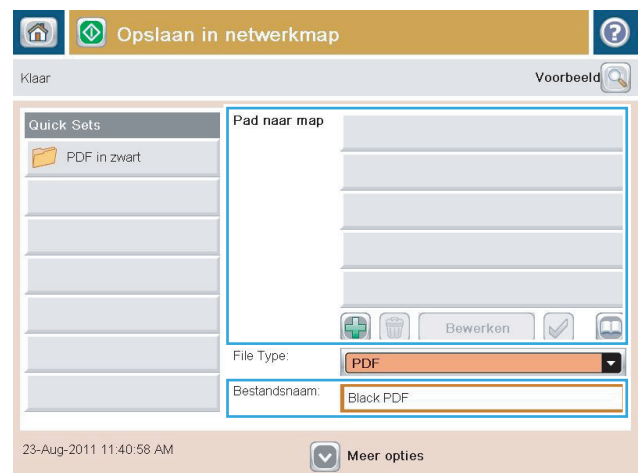 Opslaan in netwerkmap
Klaar
Voorbeeld
Quick Sets
PDF in zwart
Pad naar map
Bewerken
File Type:
PDF
Bestandsnaam:
Black PDF
23-Aug-2011 11:40:58 AM
Meer opties